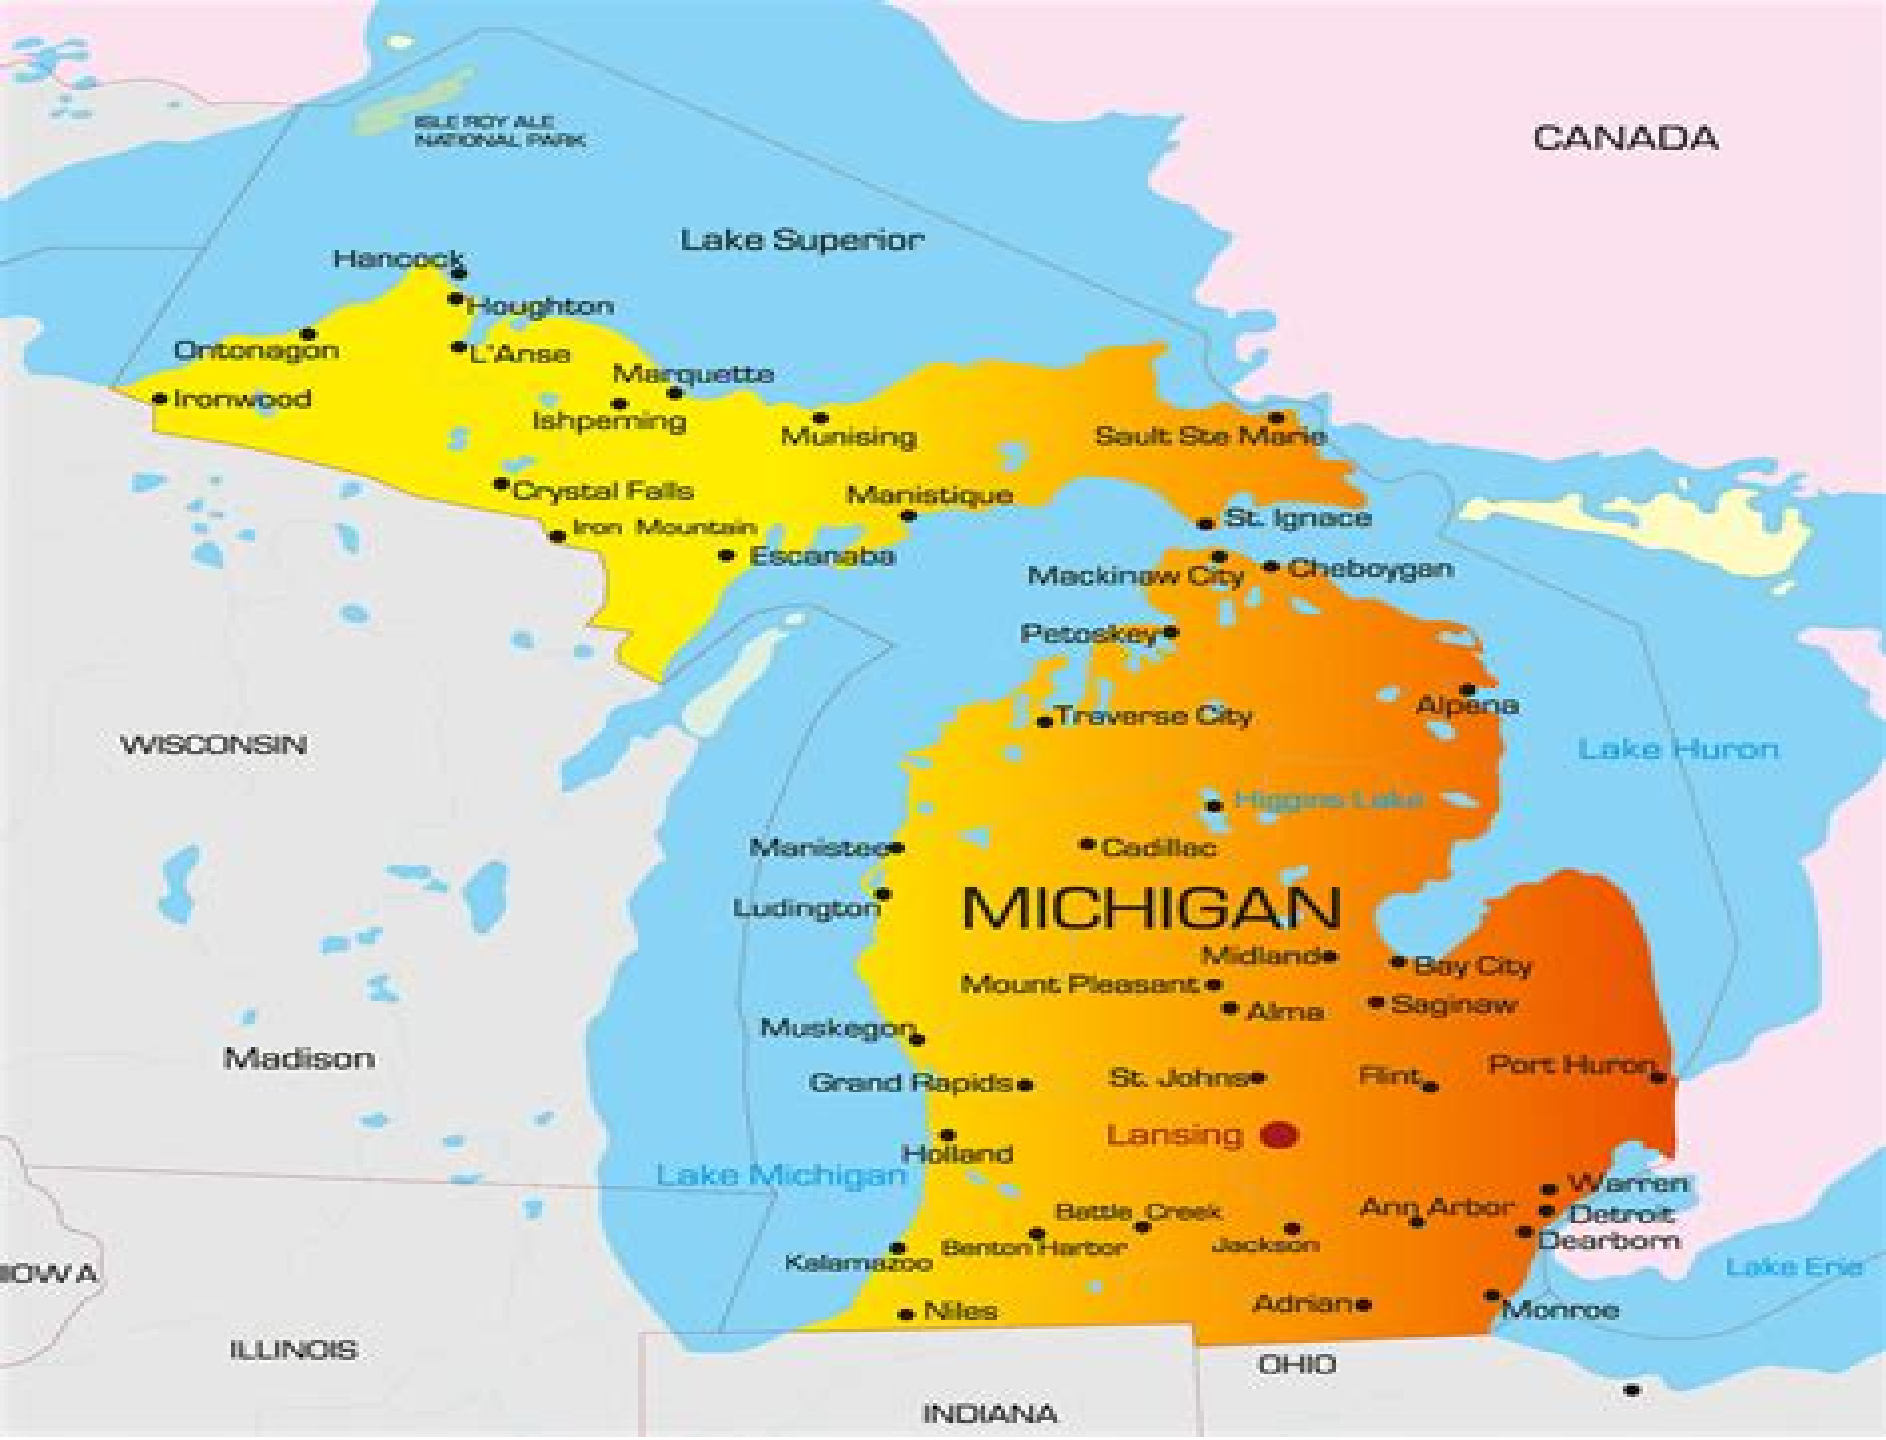 CANADA
ISLE ROY ALE
NATIONAL PARK
Lake Superior
Hancock
Houghton
Ontonagon
L'Anse
Marquette
Ironwood
Ishpeming
Munising
Sault Ste Marie
Crystal Falls
Manistique
St. Ignace
Iron Mountain
Escanaba
Mackinaw City
Cheboygan
Petoskey
Alpena
Traverse City
WISCONSIN
Lake Huron
Higgins Lake
Manistee
Cadillac
Ludington
MICHIGAN
Midland
Bay City
Mount Pleasant
Saginaw
Alma
Muskegon
Madison
Port Huron
Grand Rapids
St. Johns
Flint
Lansing
Holland
Lake Michigan
Warren
Ann Arbor
Battle Creek
Detroit
Dearborn
Benton Harbor
Jackson
Kalamazoo
Lake Erie
IOWA
Adrian
Niles
Monroe
ILLINOIS
OHIO
INDIANA